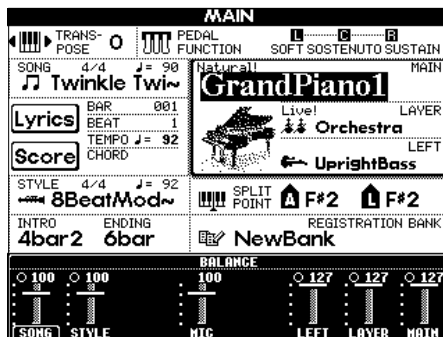 MAIN
TRANSPOSE 0
PEDAL FUNCTION
L C R
SOFT SOSTENUTO SUSTAIN
SONG 4/4 ♩= 90
Twinkle Twi~
Lyrics
BAR 001
BEAT 1
TEMPO ♩= 92
Score
CHORD
Natural! MAIN
GrandPiano1
Live! LAYER
Orchestra
LEFT
UprightBass
STYLE 4/4 ♩= 92
8BeatMod~
SPLIT POINT A F#2 L F#2
INTRO ENDING
4bar2 6bar
REGISTRATION BANK
NewBank
BALANCE
100 100 100 127 127 127
SONG STYLE MIC LEFT LAYER MAIN